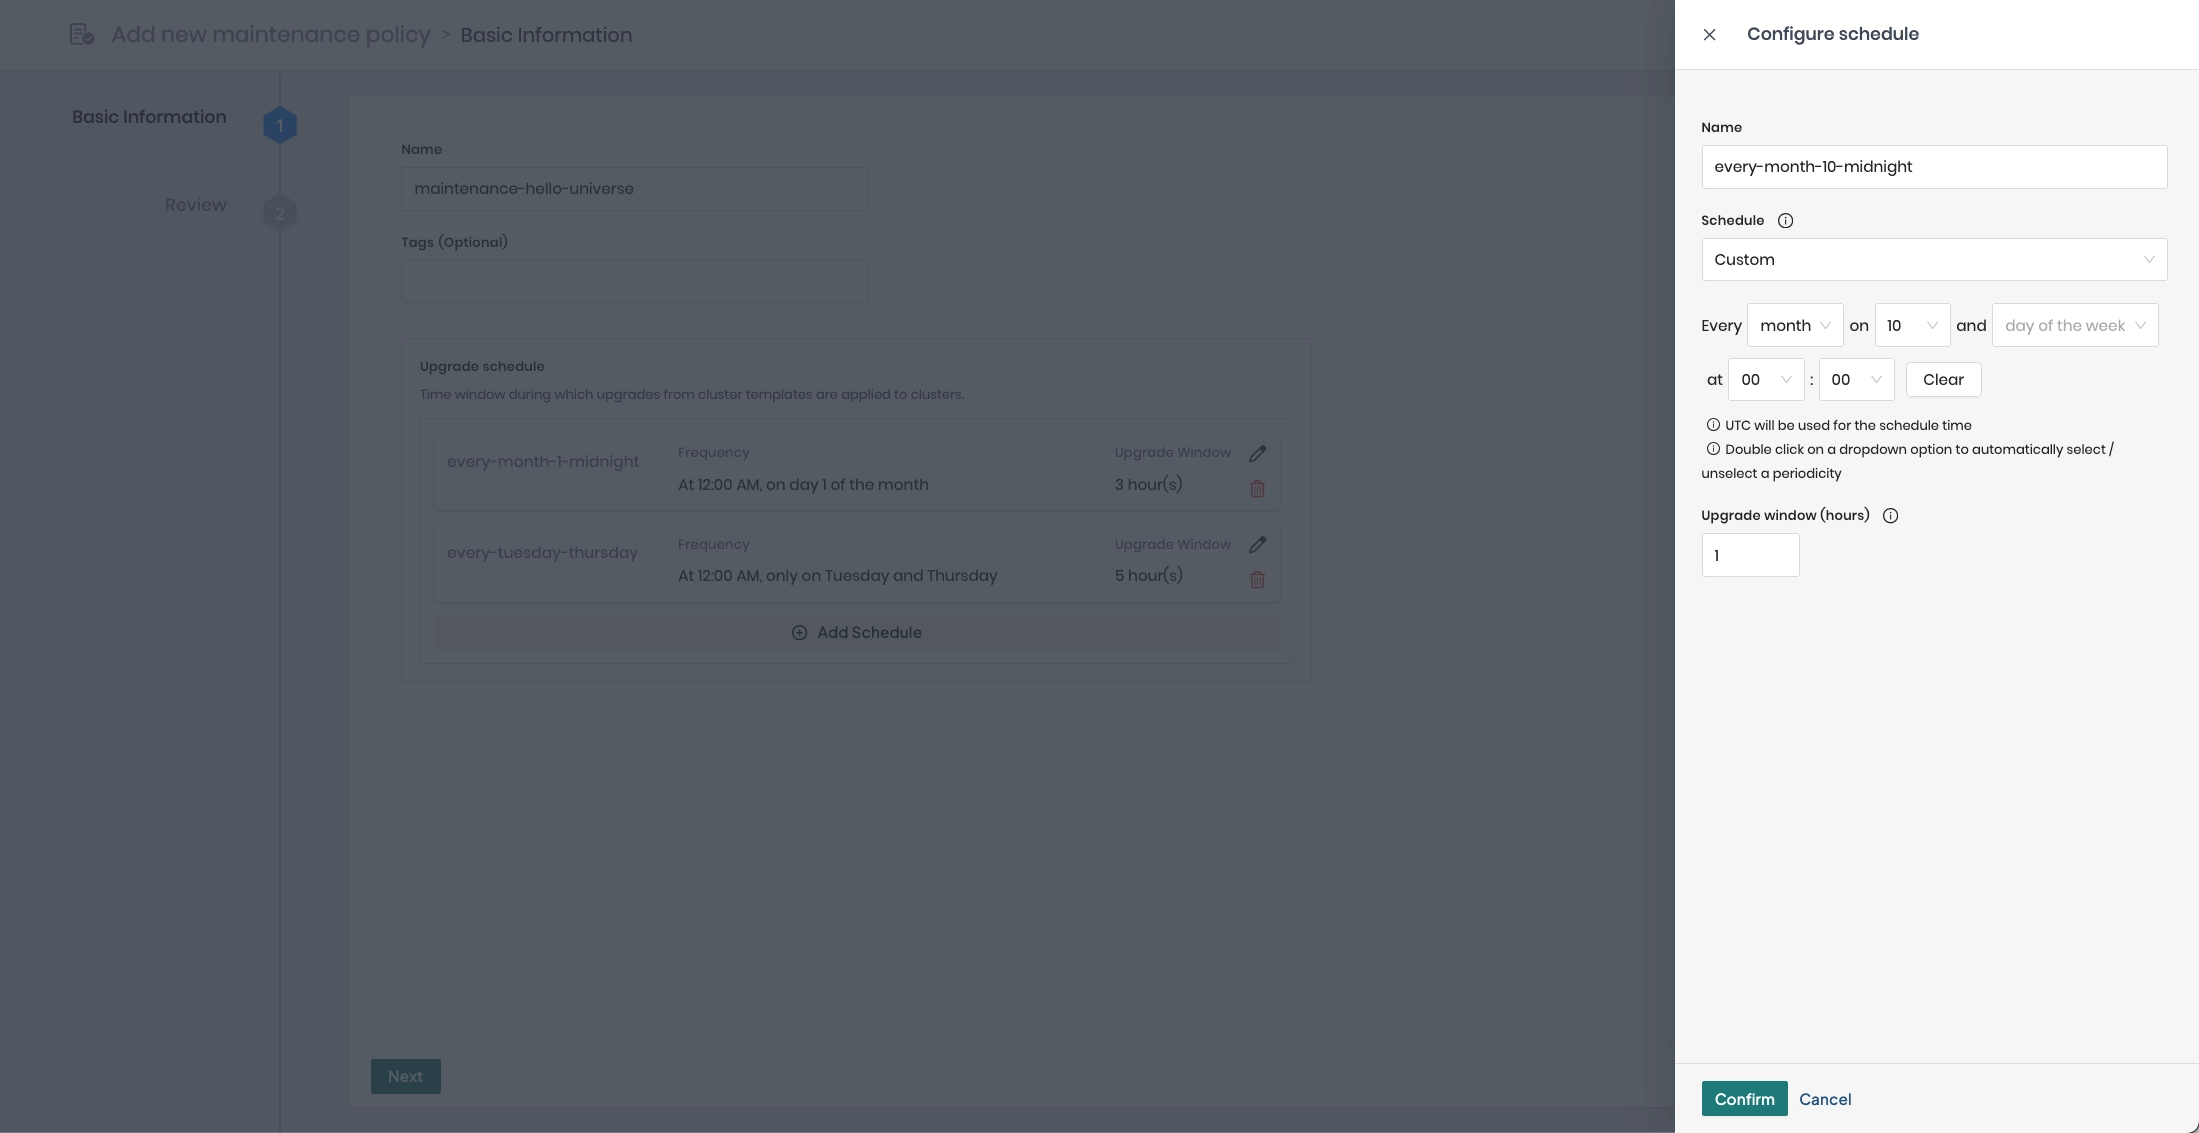 Add new maintenance policy > Basic Information
Basic Information
1
Review
2
Name
maintenance-hello-universe
Tags (Optional)
Upgrade schedule
Time window during which upgrades from cluster templates are applied to clusters.
every-month-1-midnight
Frequency
At 12:00 AM, on day 1 of the month
Upgrade Window
3 hour(s)
every-tuesday-thursday
Frequency
At 12:00 AM, only on Tuesday and Thursday
Upgrade Window
5 hour(s)
Add Schedule
Next
Configure schedule
Name
every-month-10-midnight
Schedule
Custom
Every month on 10 and day of the week
at 00 : 00 Clear
UTC will be used for the schedule time
Double click on a dropdown option to automatically select /
unselect a periodicity
Upgrade window (hours)
1
Confirm Cancel